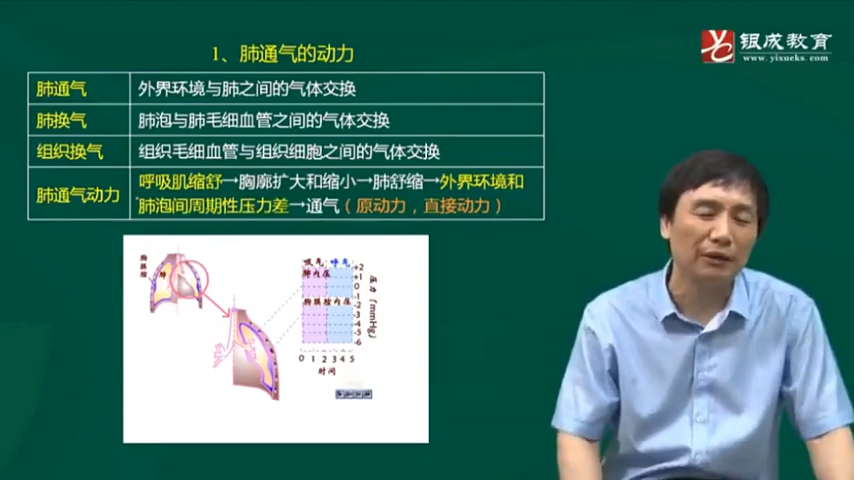 1、肺通气的动力
银成教育
www.yixueks.com
肺通气 外界环境与肺之间的气体交换
肺换气 肺泡与肺毛细血管之间的气体交换
组织换气 组织毛细血管与组织细胞之间的气体交换
肺通气动力 呼吸肌缩舒→胸廓扩大和缩小→肺舒缩→外界环境和
肺泡间周期性压力差→通气（原动力，直接动力）
胸膜腔
肺
吸气 呼气
肺内压
胸膜腔内压
+2
+1
0
-1
-2
-3
-4
-5
-6
压力（mmHg）
0 1 2 3 4 5
时间